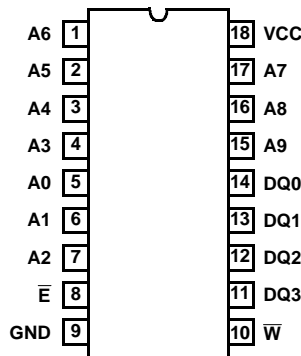 A6 1 18 VCC
A5 2 17 A7
A4 3 16 A8
A3 4 15 A9
A0 5 14 DQ0
A1 6 13 DQ1
A2 7 12 DQ2
E̅ 8 11 DQ3
GND 9 10 W̅